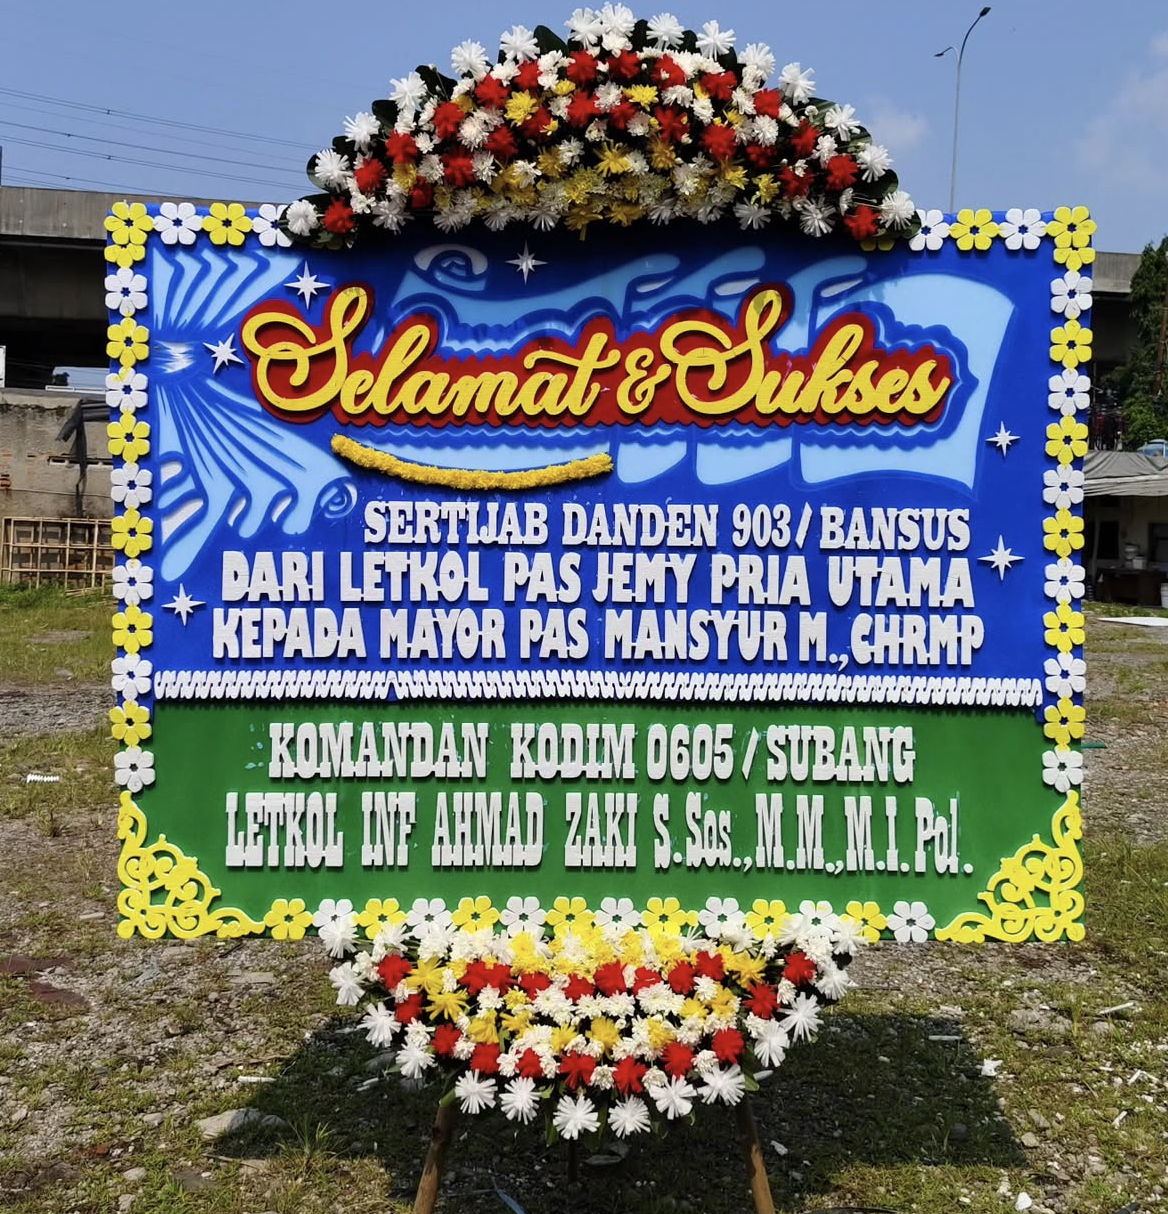 Selamat & Sukses
SERTIJAB DANDEN 903/BANSUS
DARI LETKOL PAS JEMY PRIA UTAMA
KEPADA MAYOR PAS MANSYUR M.,CHRMP
KOMANDAN KODIM 0605/SUBANG
LETKOL INF AHMAD ZAKI S.Sos.,M.M.,M.I.Pol.